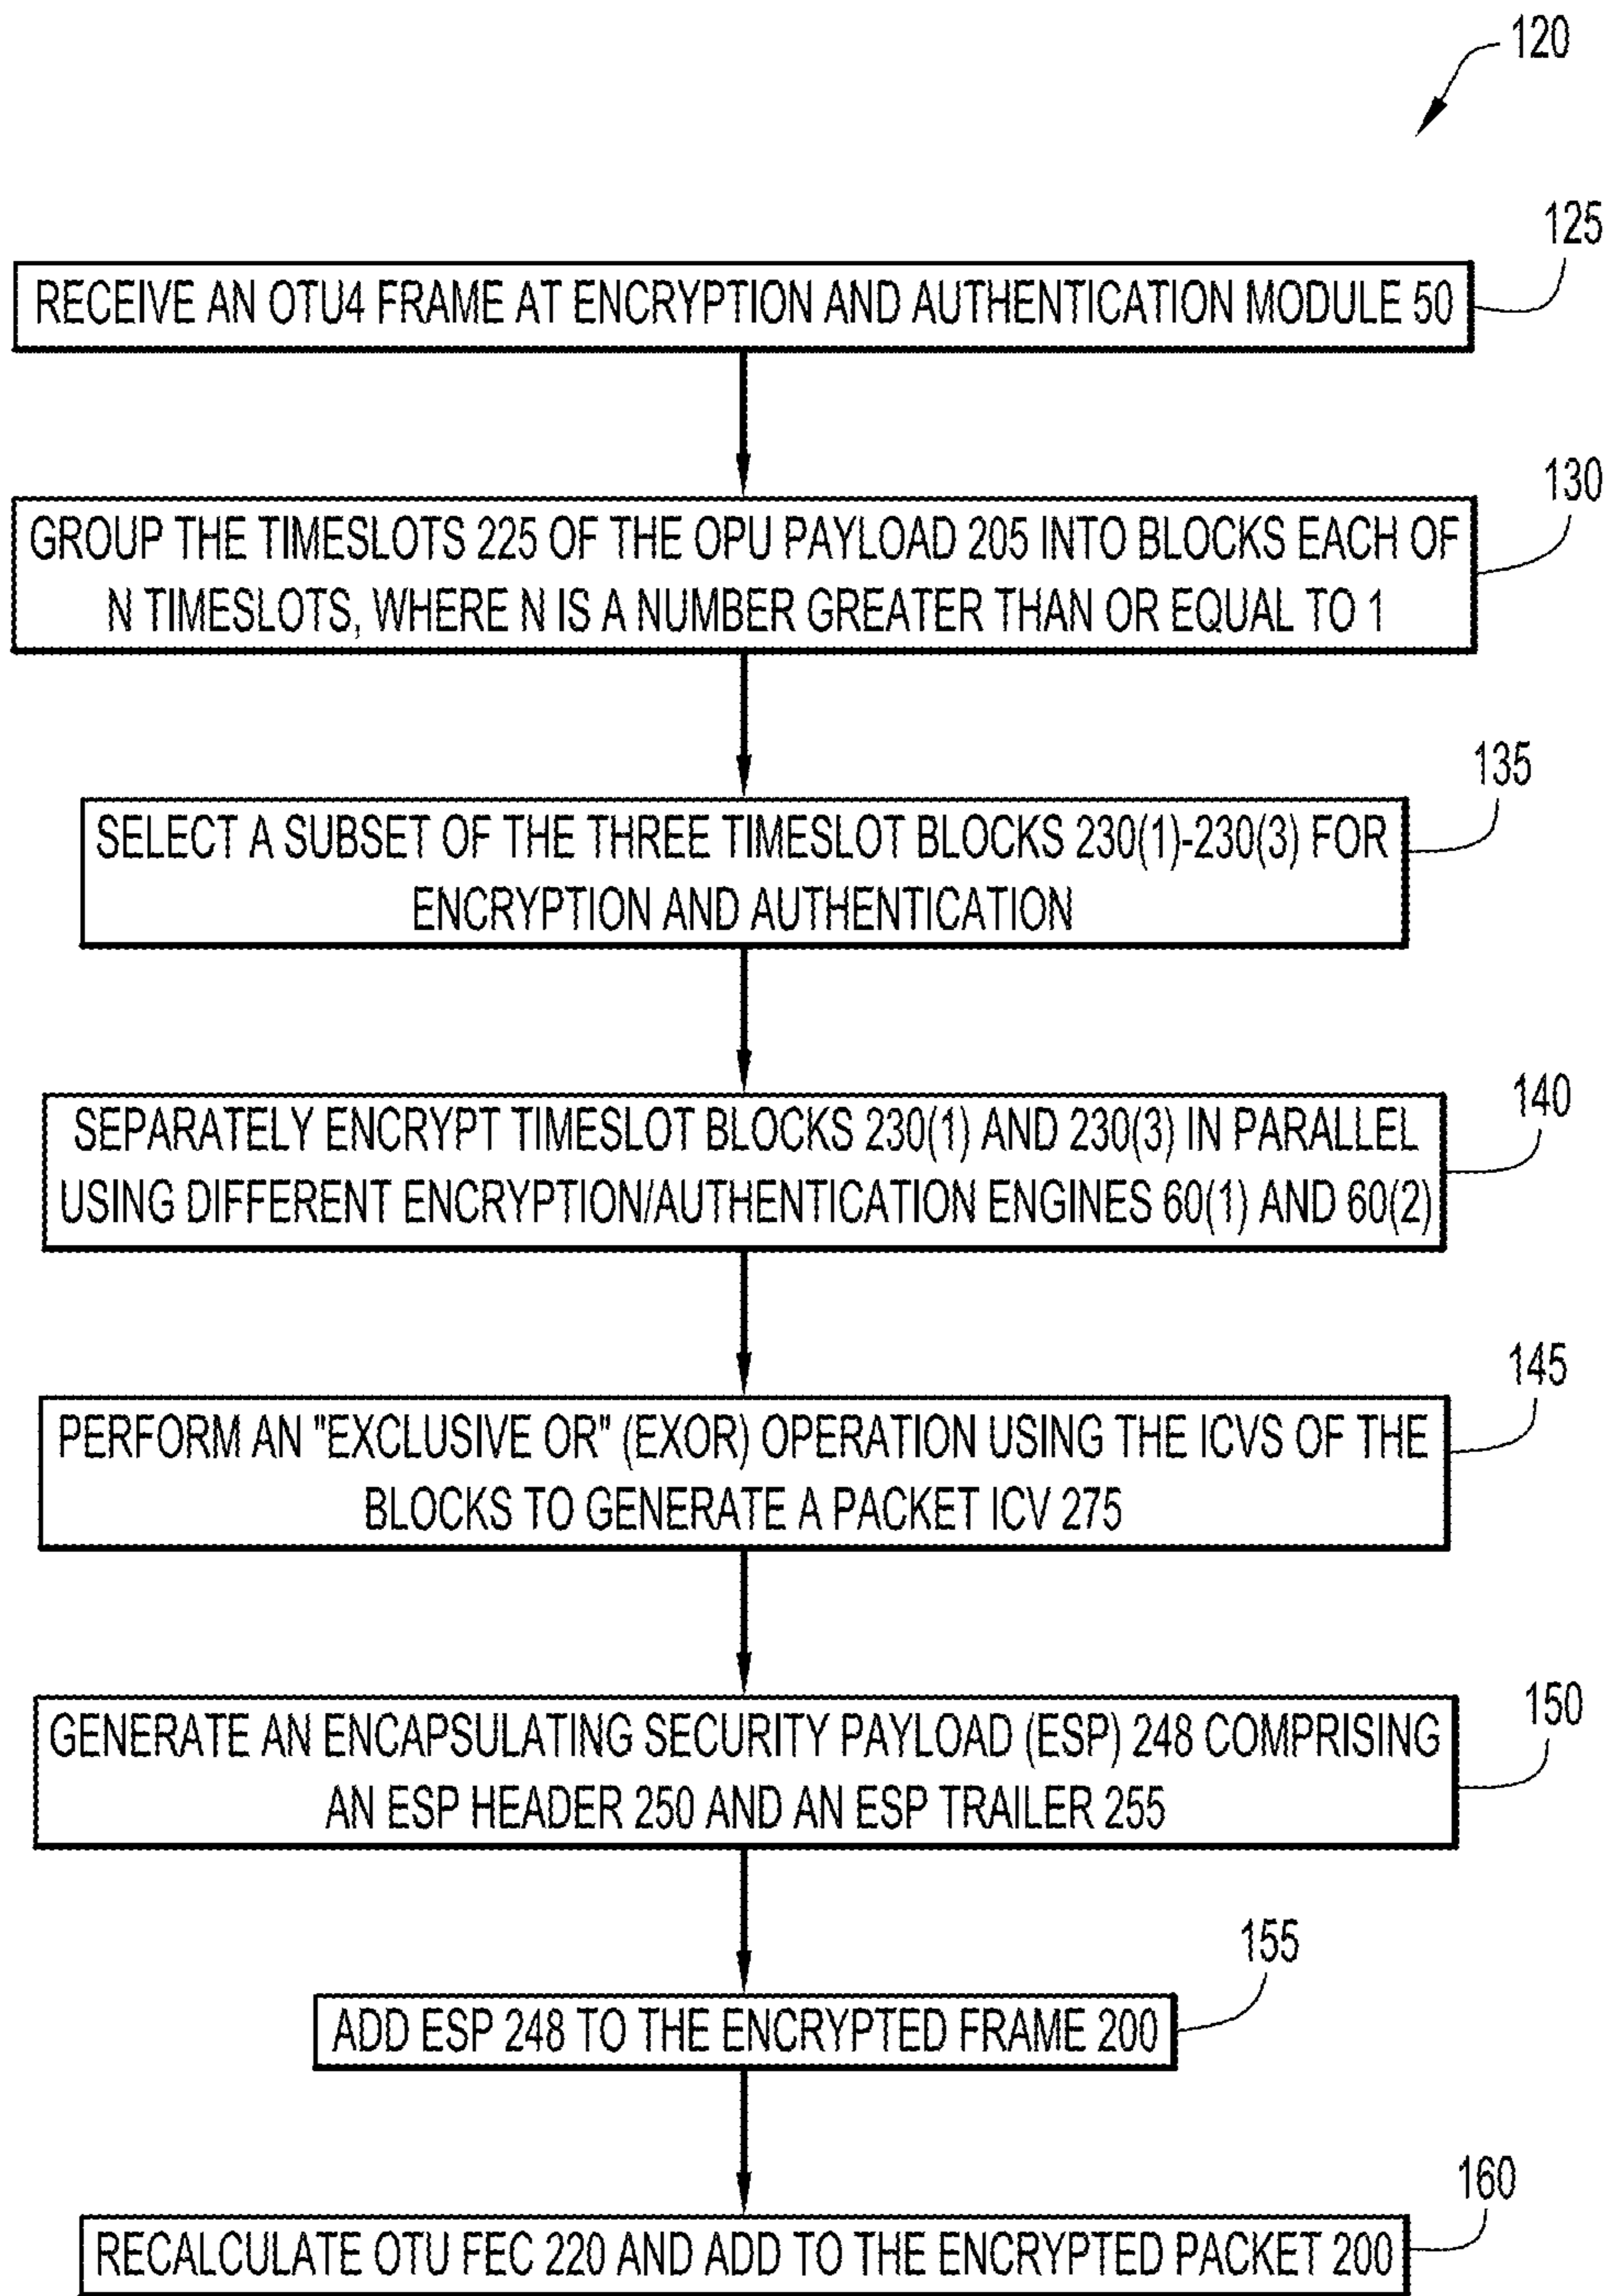 120
125
RECEIVE AN OTU4 FRAME AT ENCRYPTION AND AUTHENTICATION MODULE 50
130
GROUP THE TIMESLOTS 225 OF THE OPU PAYLOAD 205 INTO BLOCKS EACH OF
N TIMESLOTS, WHERE N IS A NUMBER GREATER THAN OR EQUAL TO 1
135
SELECT A SUBSET OF THE THREE TIMESLOT BLOCKS 230(1)-230(3) FOR
ENCRYPTION AND AUTHENTICATION
140
SEPARATELY ENCRYPT TIMESLOT BLOCKS 230(1) AND 230(3) IN PARALLEL
USING DIFFERENT ENCRYPTION/AUTHENTICATION ENGINES 60(1) AND 60(2)
145
PERFORM AN "EXCLUSIVE OR" (EXOR) OPERATION USING THE ICVS OF THE
BLOCKS TO GENERATE A PACKET ICV 275
150
GENERATE AN ENCAPSULATING SECURITY PAYLOAD (ESP) 248 COMPRISING
AN ESP HEADER 250 AND AN ESP TRAILER 255
155
ADD ESP 248 TO THE ENCRYPTED FRAME 200
160
RECALCULATE OTU FEC 220 AND ADD TO THE ENCRYPTED PACKET 200